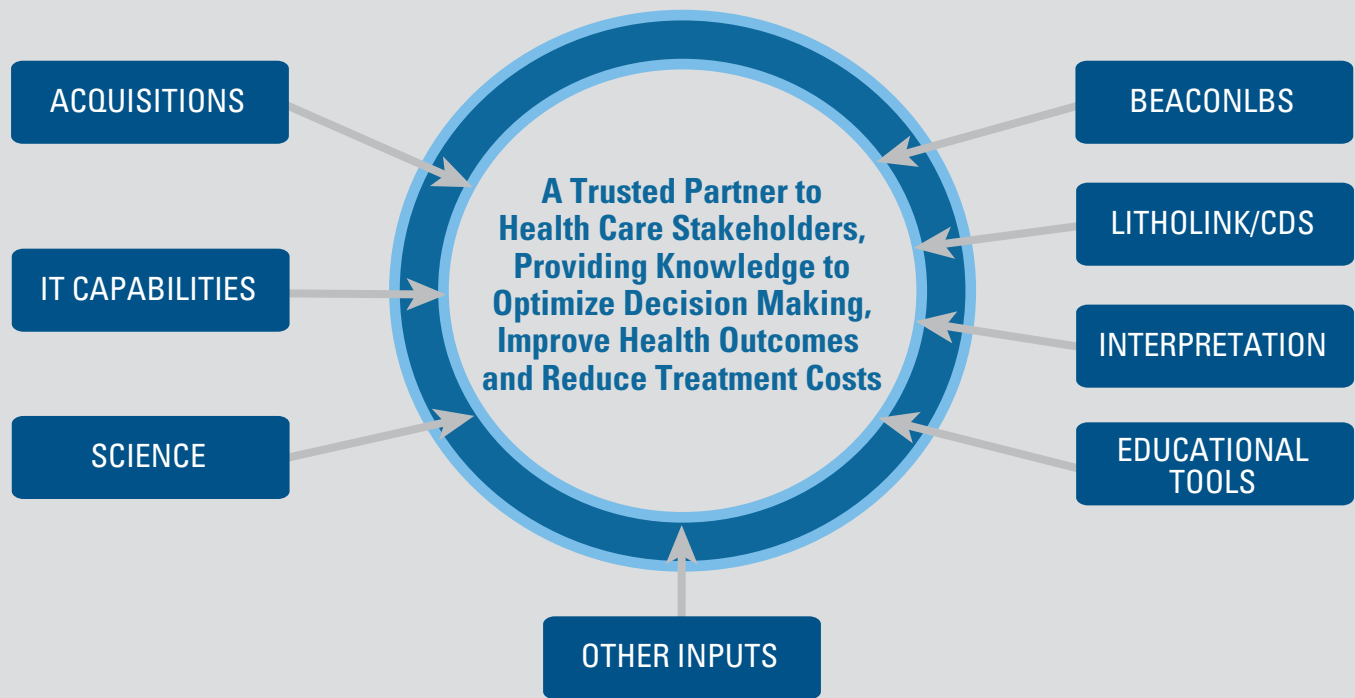 ACQUISITIONS
IT CAPABILITIES
SCIENCE
A Trusted Partner to
Health Care Stakeholders,
Providing Knowledge to
Optimize Decision Making,
Improve Health Outcomes
and Reduce Treatment Costs
BEACONLBS
LITHOLINK/CDS
INTERPRETATION
EDUCATIONAL
TOOLS
OTHER INPUTS